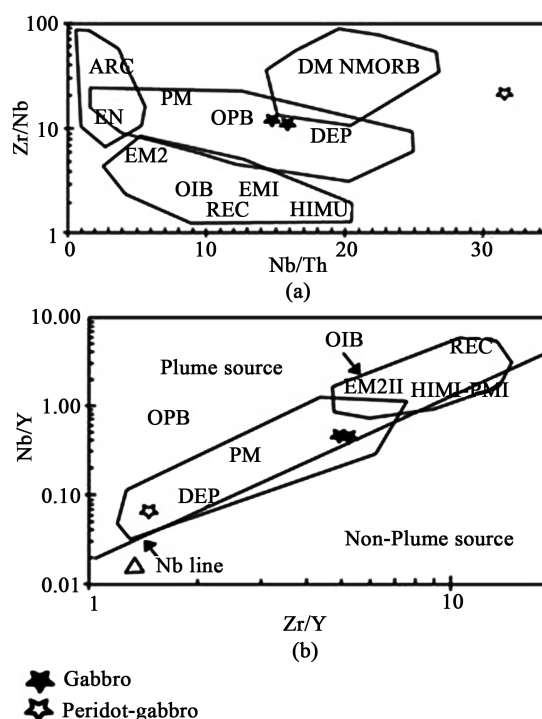 100
ARC
DM NMORB
PM
Zr/Nb
10
EN
OPB
DEP
EM2
OIB EMI
REC HIMU
1
0 10 20 30
Nb/Th
(a)
10.00
OIB
REC
Plume source
EM2II HIMI-PMI
Nb/Y
1.00
OPB
PM
0.10
DEP
Non-Plume source
Nb line
0.01
1 10
Zr/Y
(b)
Gabbro
Peridot-gabbro